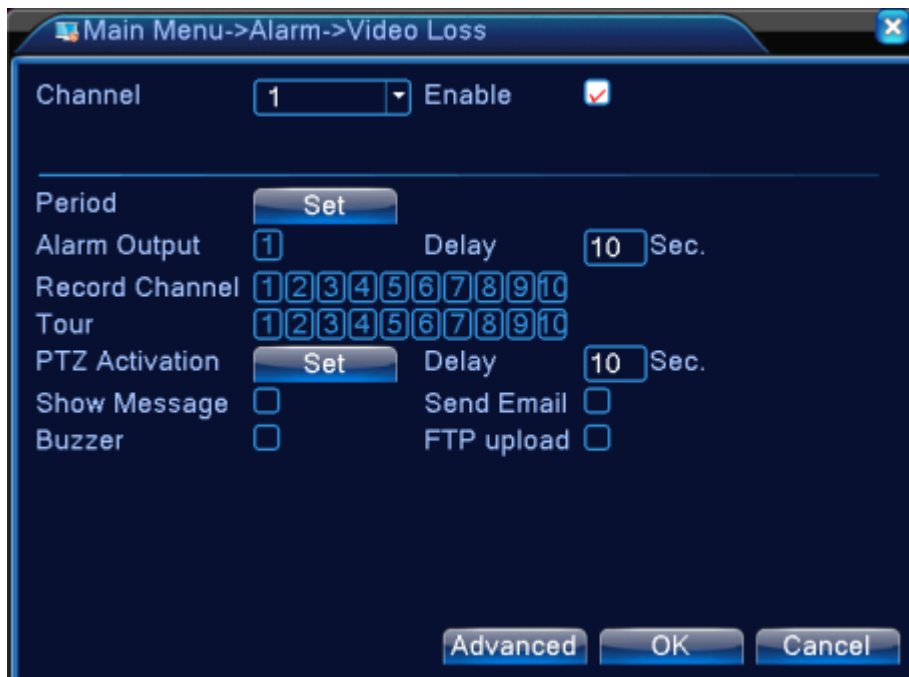 Main Menu->Alarm->Video Loss
Channel 1 Enable
Period Set
Alarm Output 1 Delay 10 Sec.
Record Channel 1 2 3 4 5 6 7 8 9 10
Tour 1 2 3 4 5 6 7 8 9 10
PTZ Activation Set Delay 10 Sec.
Show Message Send Email
Buzzer FTP upload
Advanced OK Cancel